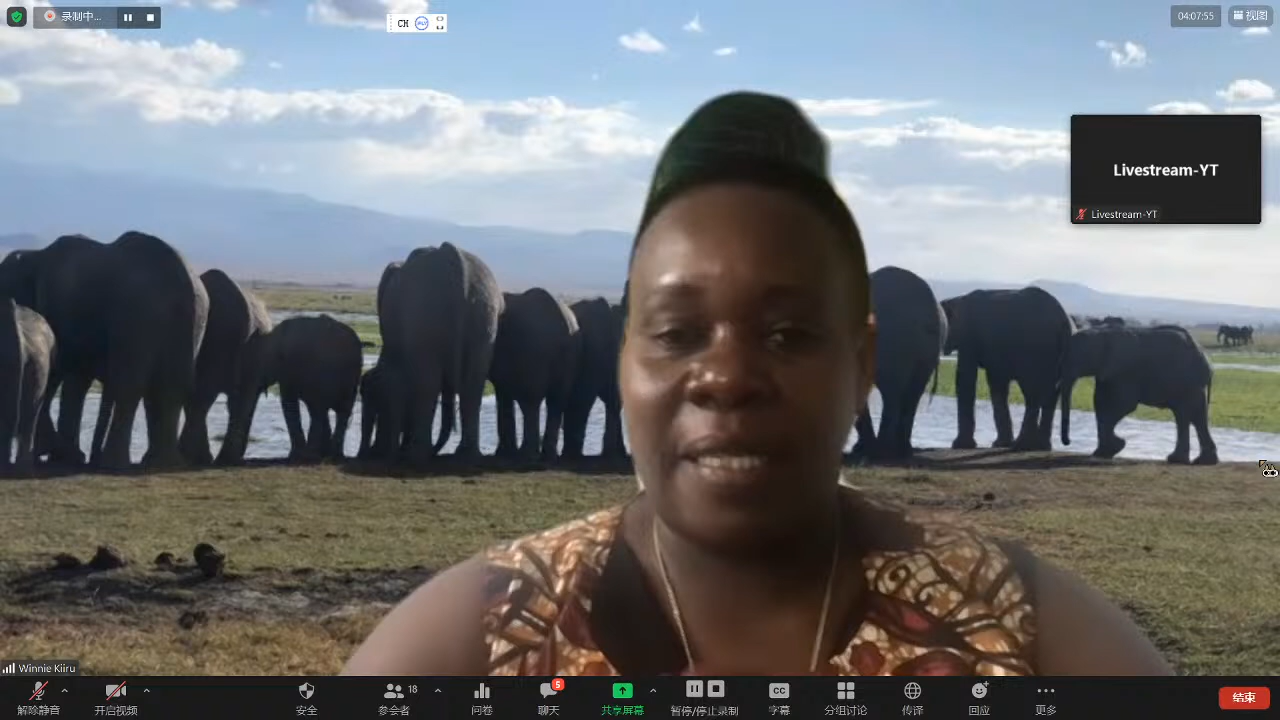 录制中...
CH
04:07:55
视图
Livestream-YT
Livestream-YT
Winnie Kiiru
解除静音
开启视频
安全
18
参会者
问卷
5
聊天
共享屏幕
暂停/停止录制
CC
字幕
分组讨论
传译
回应
更多
结束